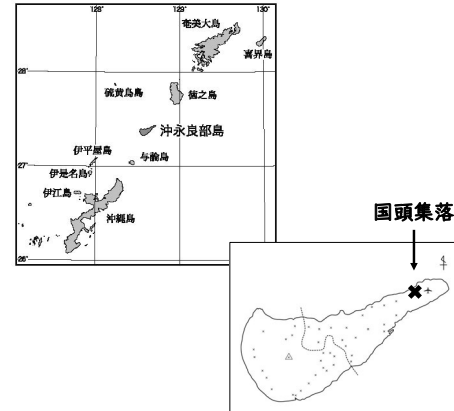 128
129
130
奄美大島
喜界島
28
硫黄鳥島
徳之島
沖永良部島
伊平屋島
与論島
27
伊是名島
伊江島
沖縄島
国頭集落
26